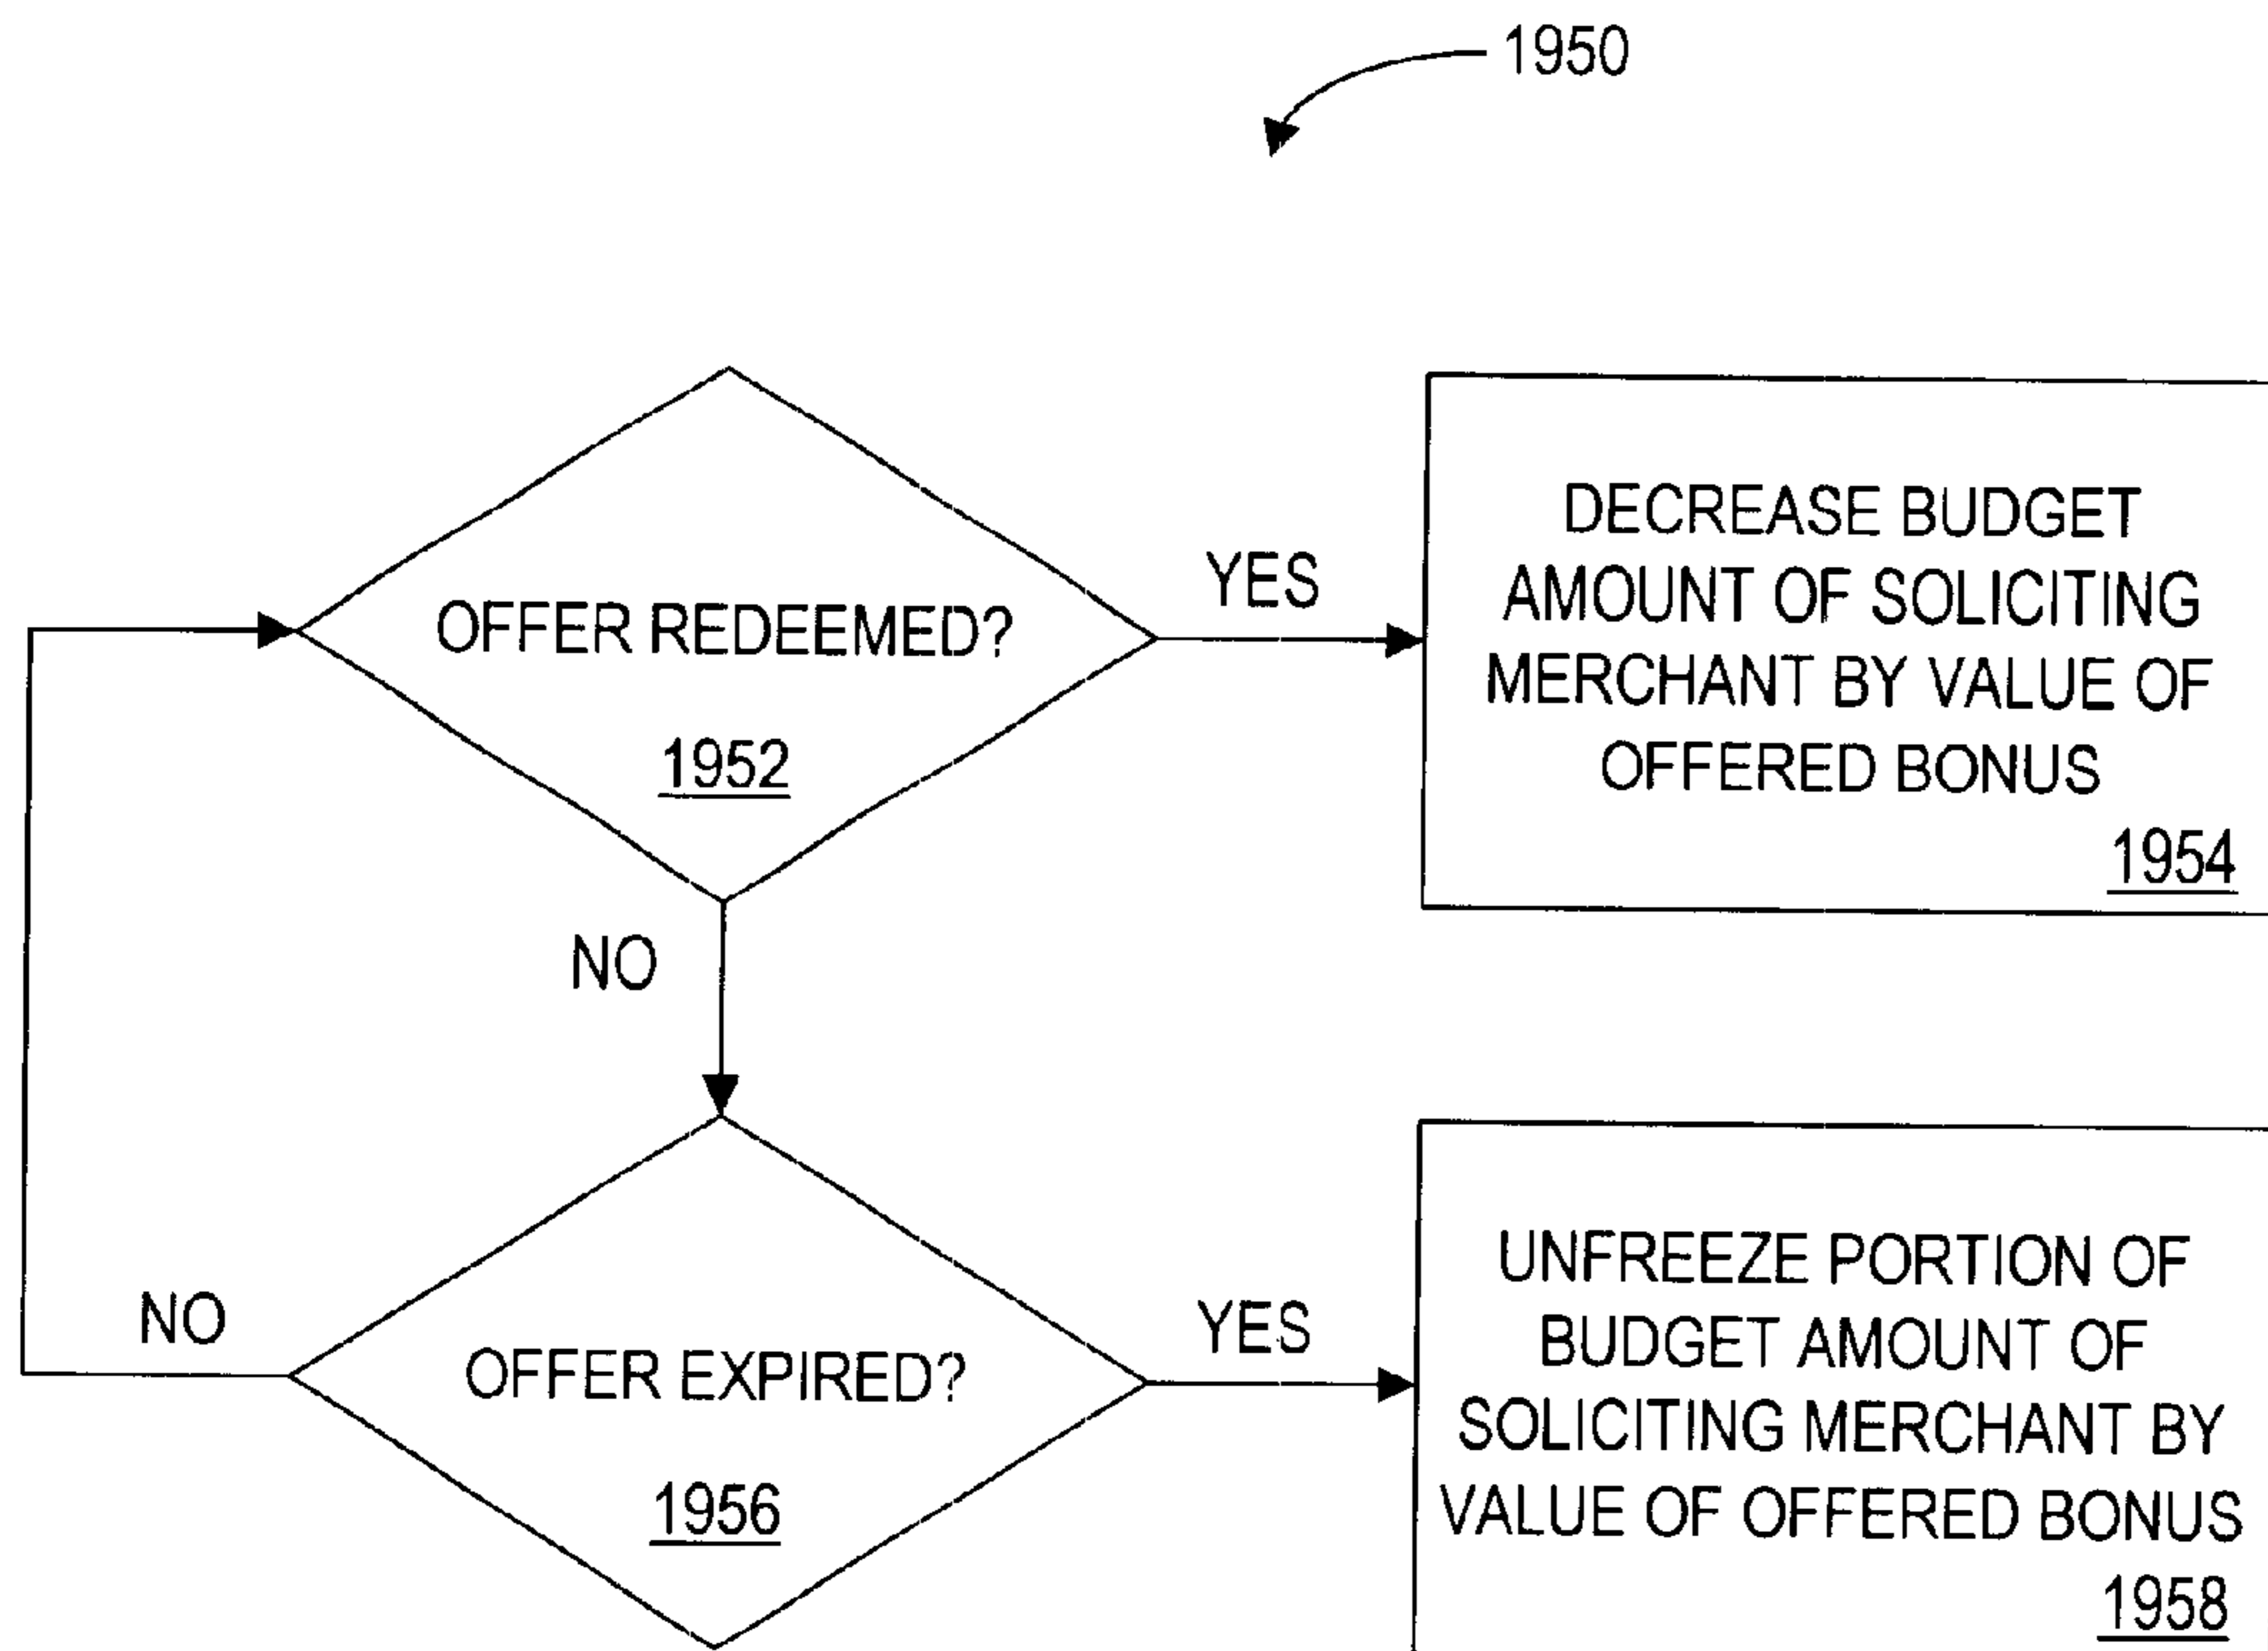 1950
OFFER REDEEMED?
1952
YES
DECREASE BUDGET
AMOUNT OF SOLICITING
MERCHANT BY VALUE OF
OFFERED BONUS
1954
NO
OFFER EXPIRED?
1956
NO
YES
UNFREEZE PORTION OF
BUDGET AMOUNT OF
SOLICITING MERCHANT BY
VALUE OF OFFERED BONUS
1958